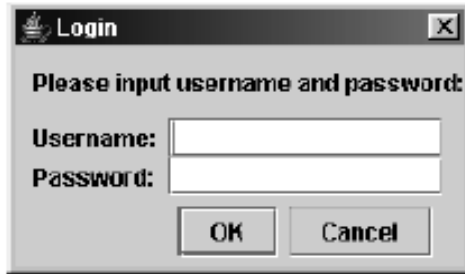 Login
Please input username and password:
Username:
Password:
OK Cancel